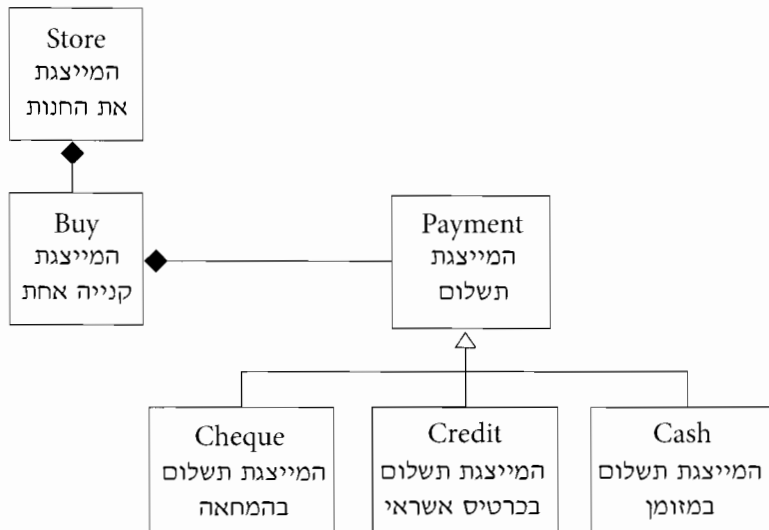 Store
המייצגת
את החנות
Buy
המייצגת
קנייה אחת
Payment
המייצגת
תשלום
Cheque
המייצגת תשלום
בהמחאה
Credit
המייצגת תשלום
בכרטיס אשראי
Cash
המייצגת תשלום
במזומן